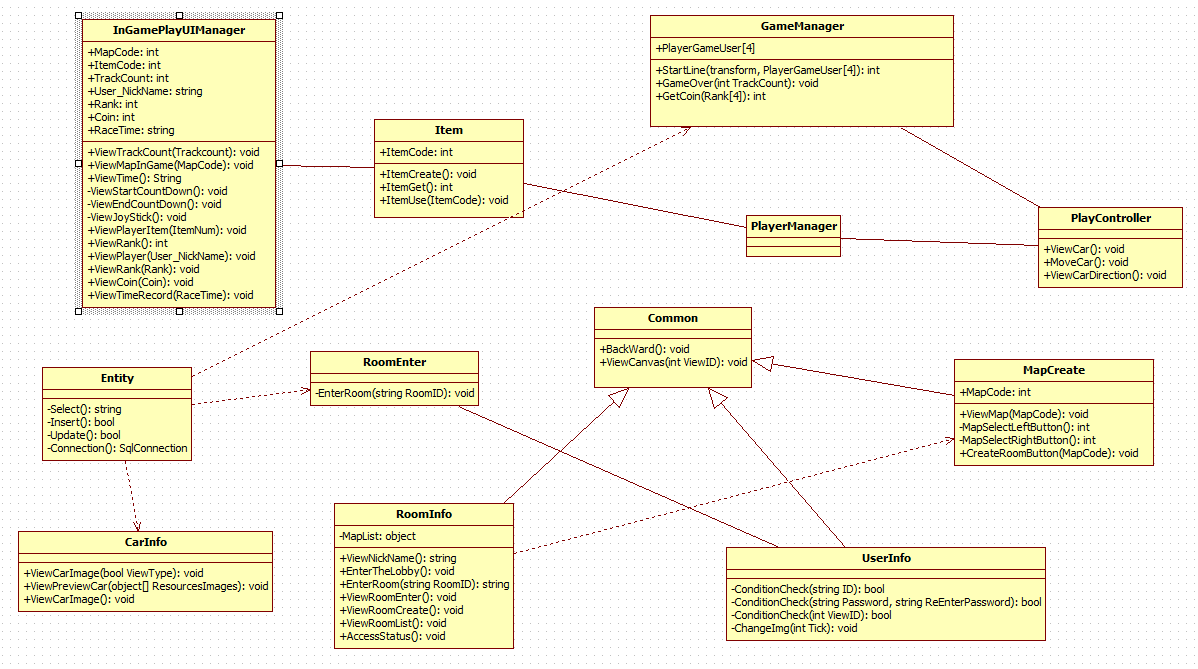 InGamePlayUIManager
+MapCode: int
+ItemCode: int
+TrackCount: int
+User_NickName: string
+Rank: int
+Coin: int
+RaceTime: string
+ViewTrackCount(Trackcount): void
+ViewMapInGame(MapCode): void
+ViewTime(): String
-ViewStartCountDown(): void
-ViewEndCountDown(): void
-ViewJoyStick(): void
+ViewPlayerItem(ItemNum): void
+ViewRank(): int
+ViewPlayer(User_NickName): void
+ViewRank(Rank): void
+ViewCoin(Coin): void
+ViewTimeRecord(RaceTime): void
GameManager
+PlayerGameUser[4]
+StartLine(transform, PlayerGameUser[4]): int
+GameOver(int TrackCount): void
+GetCoin(Rank[4]): int
Item
+ItemCode: int
+ItemCreate(): void
+ItemGet(): int
+ItemUse(ItemCode): void
PlayerManager
PlayController
+ViewCar(): void
+MoveCar(): void
+ViewCarDirection(): void
Common
+BackWard(): void
+ViewCanvas(int ViewID): void
RoomEnter
-EnterRoom(string RoomID): void
Entity
-Select(): string
-Insert(): bool
-Update(): bool
-Connection(): SqlConnection
MapCreate
+MapCode: int
+ViewMap(MapCode): void
-MapSelectLeftButton(): int
-MapSelectRightButton(): int
+CreateRoomButton(MapCode): void
CarInfo
+ViewCarImage(bool ViewType): void
+ViewPreviewCar(object[] ResourcesImages): void
+ViewCarImage(): void
RoomInfo
-MapList: object
+ViewNickName(): string
+EnterTheLobby(): void
+EnterRoom(string RoomID): string
+ViewRoomEnter(): void
+ViewRoomCreate(): void
+ViewRoomList(): void
+AccessStatus(): void
UserInfo
-ConditionCheck(string ID): bool
-ConditionCheck(string Password, string ReEnterPassword): bool
-ConditionCheck(int ViewID): bool
-ChangeImg(int Tick): void